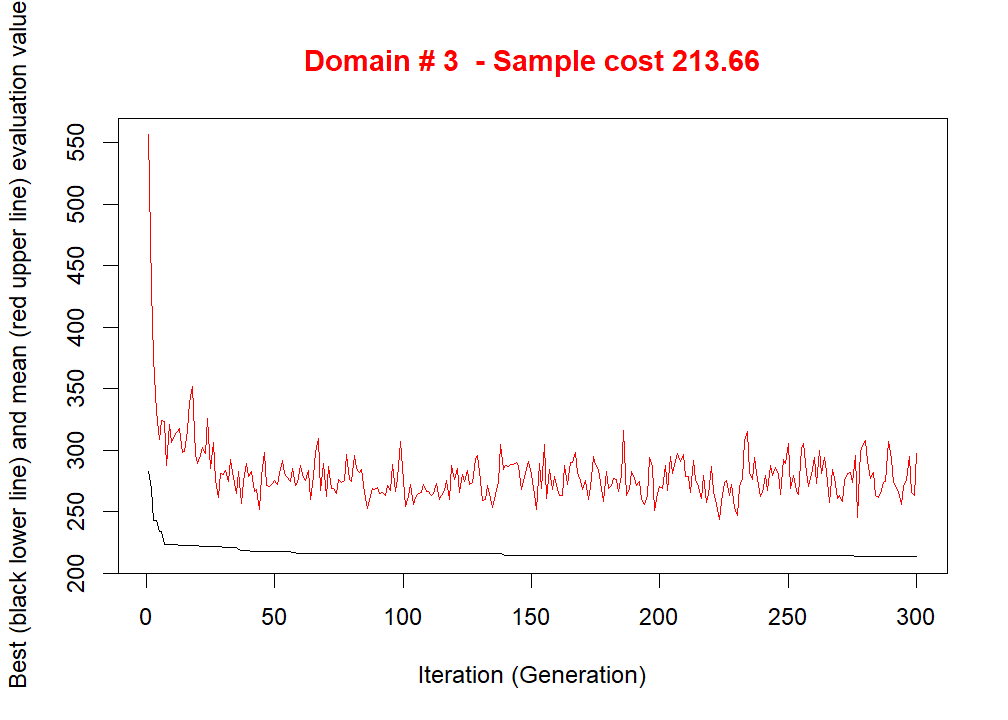 Domain # 3  - Sample cost 213.66
Best (black lower line) and mean (red upper line) evaluation value
550
500
450
400
350
300
250
200
0 50 100 150 200 250 300
Iteration (Generation)